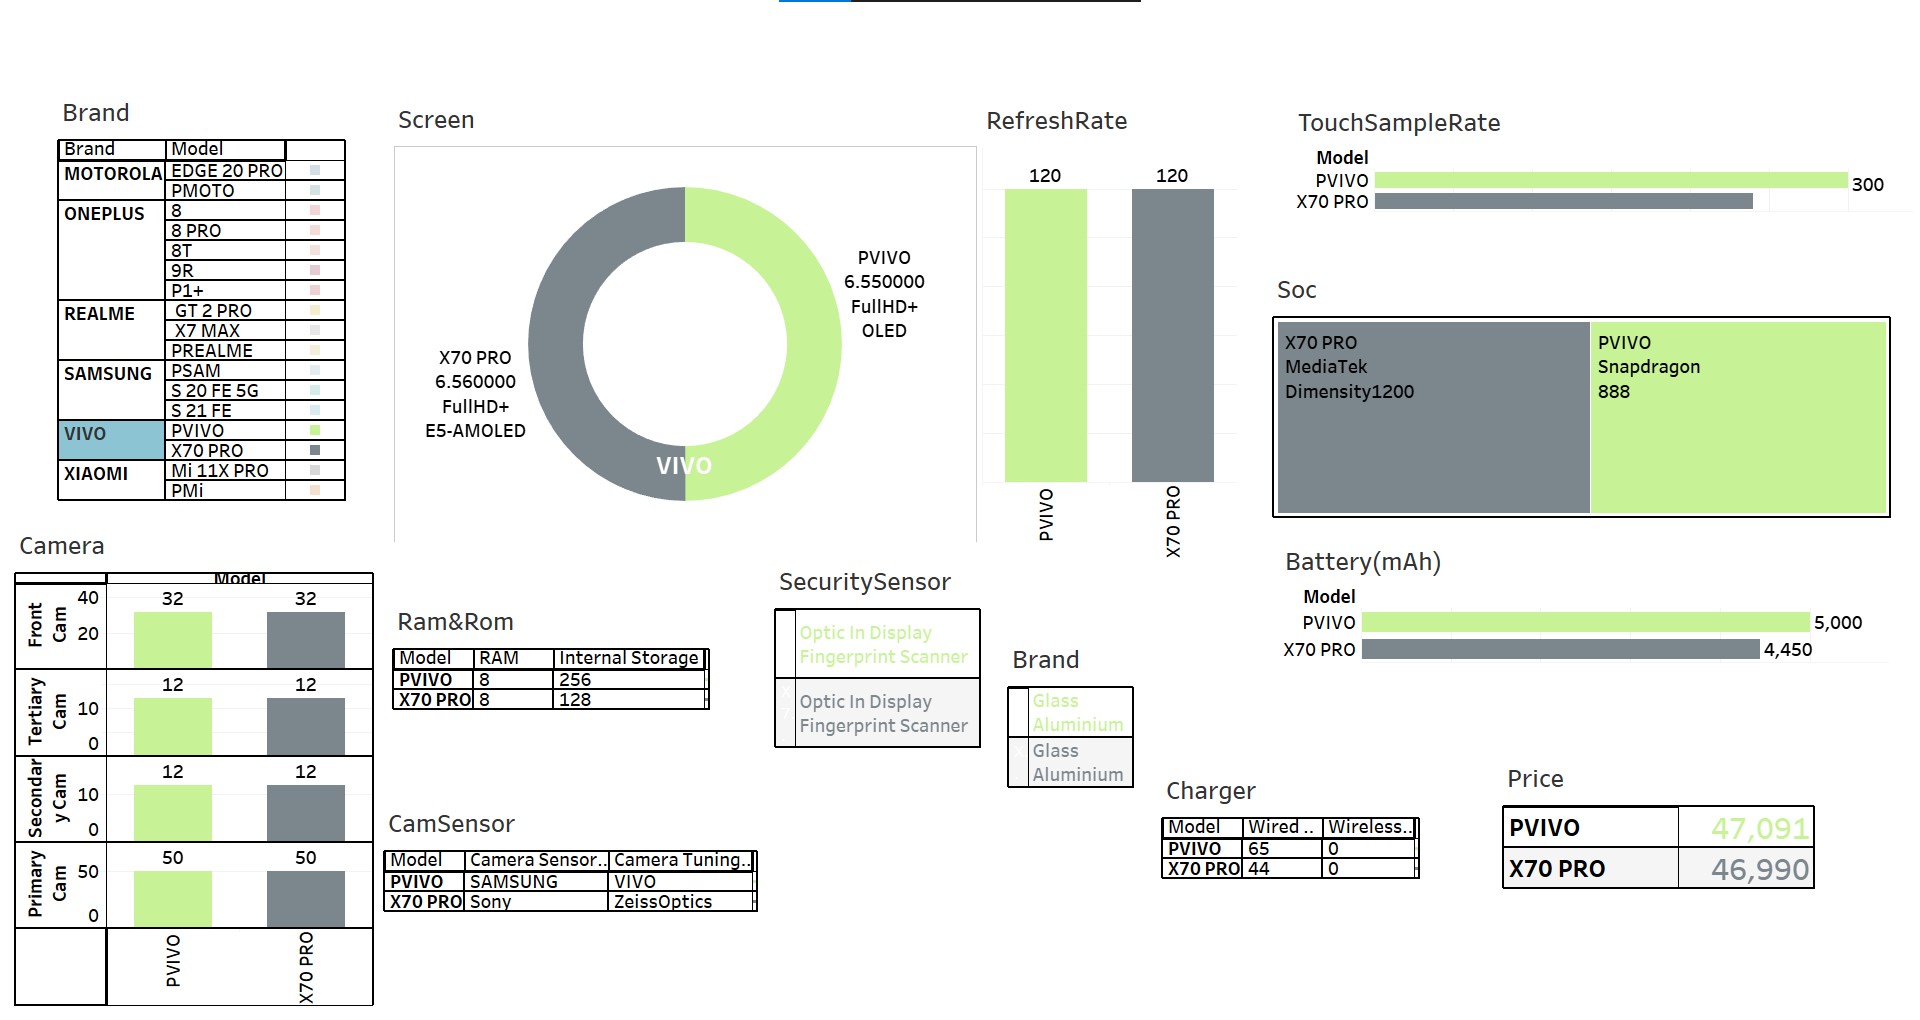 Brand
Brand Model
MOTOROLA EDGE 20 PRO
PMOTO
ONEPLUS 8
8 PRO
8T
9R
P1+
REALME GT 2 PRO
X7 MAX
PREALME
SAMSUNG PSAM
S 20 FE 5G
S 21 FE
VIVO PVIVO
X70 PRO
XIAOMI Mi 11X PRO
PMi
Screen
PVIVO
6.550000
FullHD+
OLED
X70 PRO
6.560000
FullHD+
E5-AMOLED
VIVO
RefreshRate
120 120
PVIVO X70 PRO
TouchSampleRate
Model
PVIVO 300
X70 PRO
Soc
X70 PRO
MediaTek
Dimensity1200
PVIVO
Snapdragon
888
Camera
Model
Front
Cam
40
20
32 32
Tertiary
Cam
10
0
12 12
Secondar
y Cam
10
0
12 12
Primary
Cam
50
0
50 50
PVIVO X70 PRO
Ram&Rom
Model RAM Internal Storage
PVIVO 8 256
X70 PRO 8 128
CamSensor
Model Camera Sensor.. Camera Tuning..
PVIVO SAMSUNG VIVO
X70 PRO Sony ZeissOptics
SecuritySensor
Optic In Display
Fingerprint Scanner
Optic In Display
Fingerprint Scanner
Brand
Glass
Aluminium
Glass
Aluminium
Battery(mAh)
Model
PVIVO 5,000
X70 PRO 4,450
Charger
Model Wired .. Wireless..
PVIVO 65 0
X70 PRO 44 0
Price
PVIVO 47,091
X70 PRO 46,990